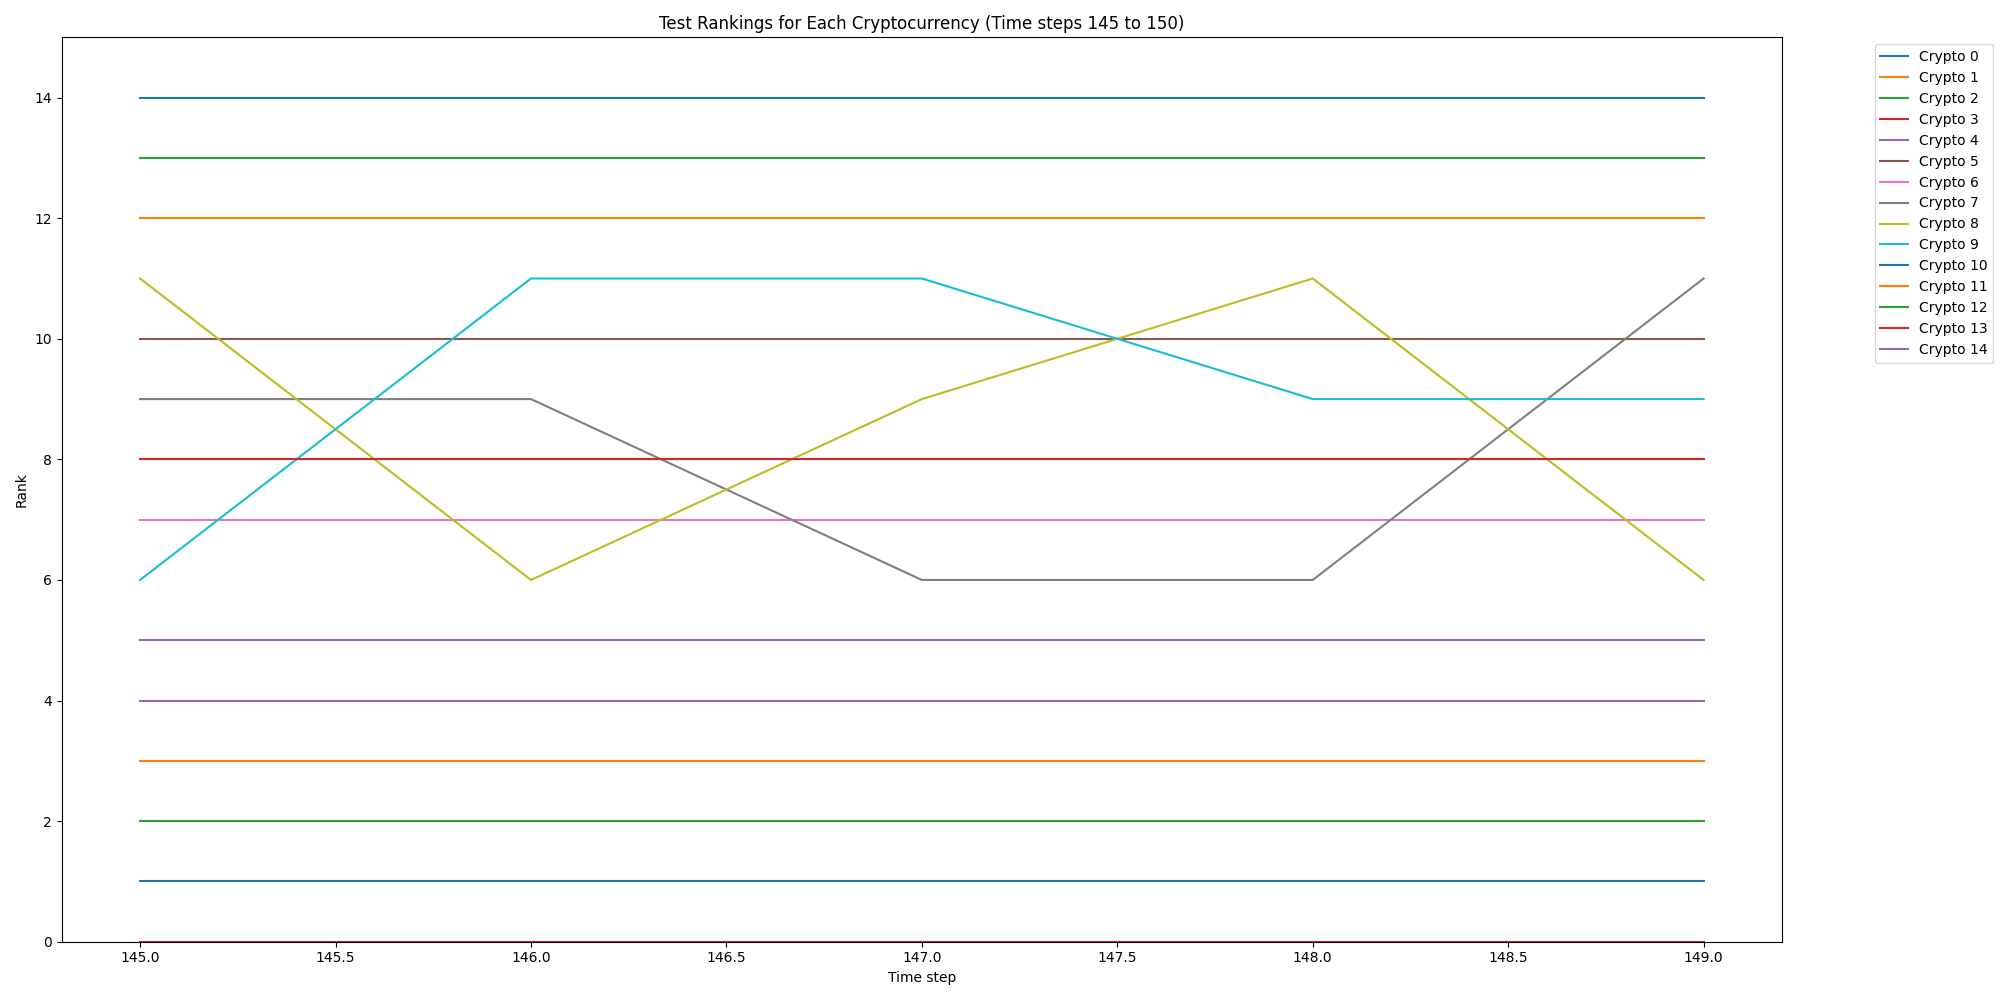 Test Rankings for Each Cryptocurrency (Time steps 145 to 150)
Rank
14
12
10
8
6
4
2
0
145.0 145.5 146.0 146.5 147.0 147.5 148.0 148.5 149.0
Time step
Crypto 0
Crypto 1
Crypto 2
Crypto 3
Crypto 4
Crypto 5
Crypto 6
Crypto 7
Crypto 8
Crypto 9
Crypto 10
Crypto 11
Crypto 12
Crypto 13
Crypto 14